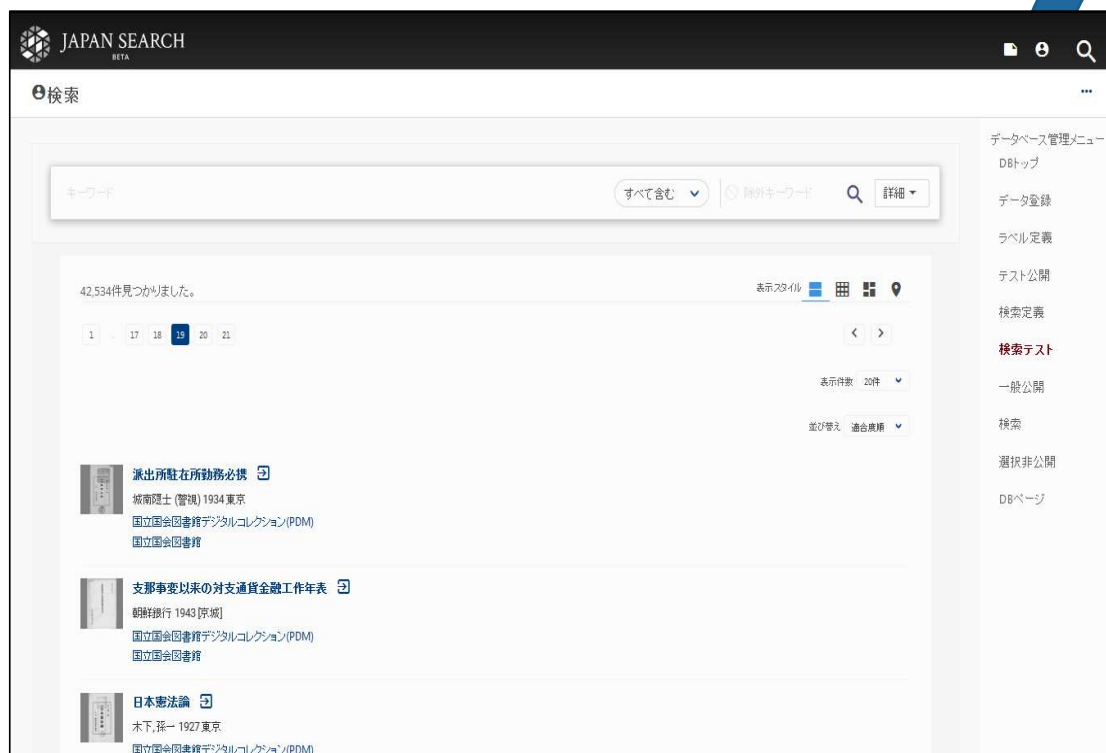 JAPAN SEARCH
BETA
検索
キーワード
すべて含む
除外キーワード
詳細
42,534件見つかりました。
表示スタイル
1 .. 17 18 19 20 21
< >
表示件数 20件
並び替え 適合度順
派出所駐在所勤務必携
城南隠士 (警視) 1934 東京
国立国会図書館デジタルコレクション(PDM)
国立国会図書館
支那事変以来の対支通貨金融工作年表
朝鮮銀行 1943 [京城]
国立国会図書館デジタルコレクション(PDM)
国立国会図書館
日本憲法論
木下,孫一 1927 東京
国立国会図書館デジタルコレクション(PDM)
データベース管理メニュー
DBトップ
データ登録
ラベル定義
テスト公開
検索定義
検索テスト
一般公開
検索
選択非公開
DBページ